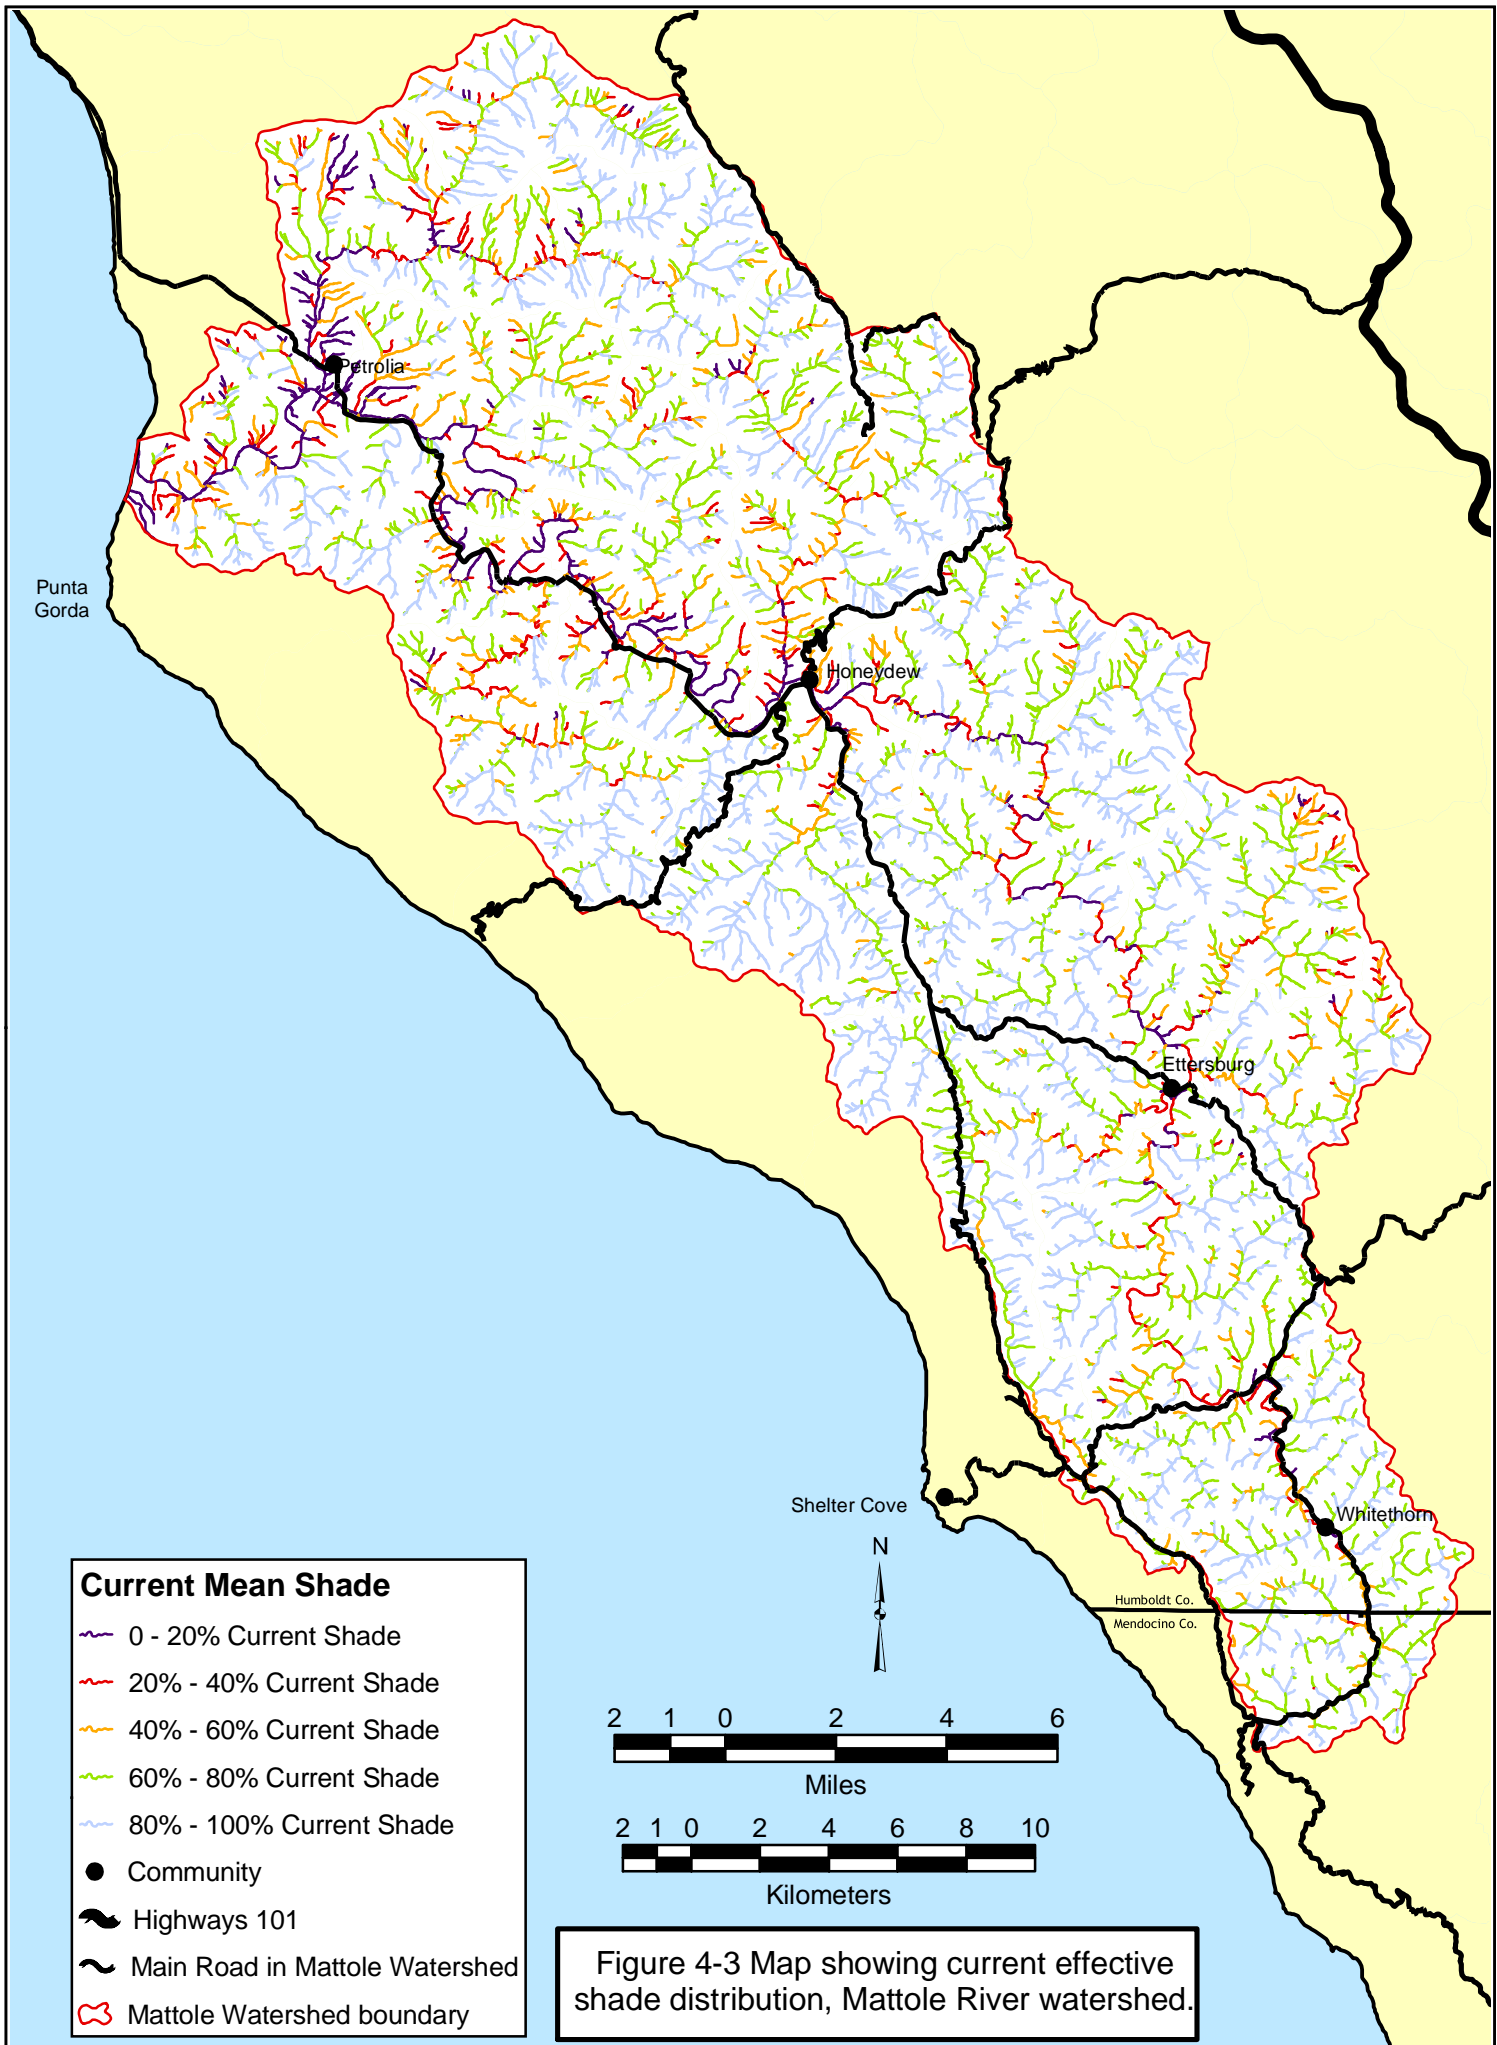 Petrolia
Punta
Gorda
Honeydew
Ettersburg
Shelter Cove
Whitethorn
N
Humboldt Co.
Mendocino Co.
Current Mean Shade
0 - 20% Current Shade
20% - 40% Current Shade
40% - 60% Current Shade
60% - 80% Current Shade
80% - 100% Current Shade
Community
Highways 101
Main Road in Mattole Watershed
Mattole Watershed boundary
2 1 0 2 4 6
Miles
2 1 0 2 4 6 8 10
Kilometers
Figure 4-3 Map showing current effective
shade distribution, Mattole River watershed.